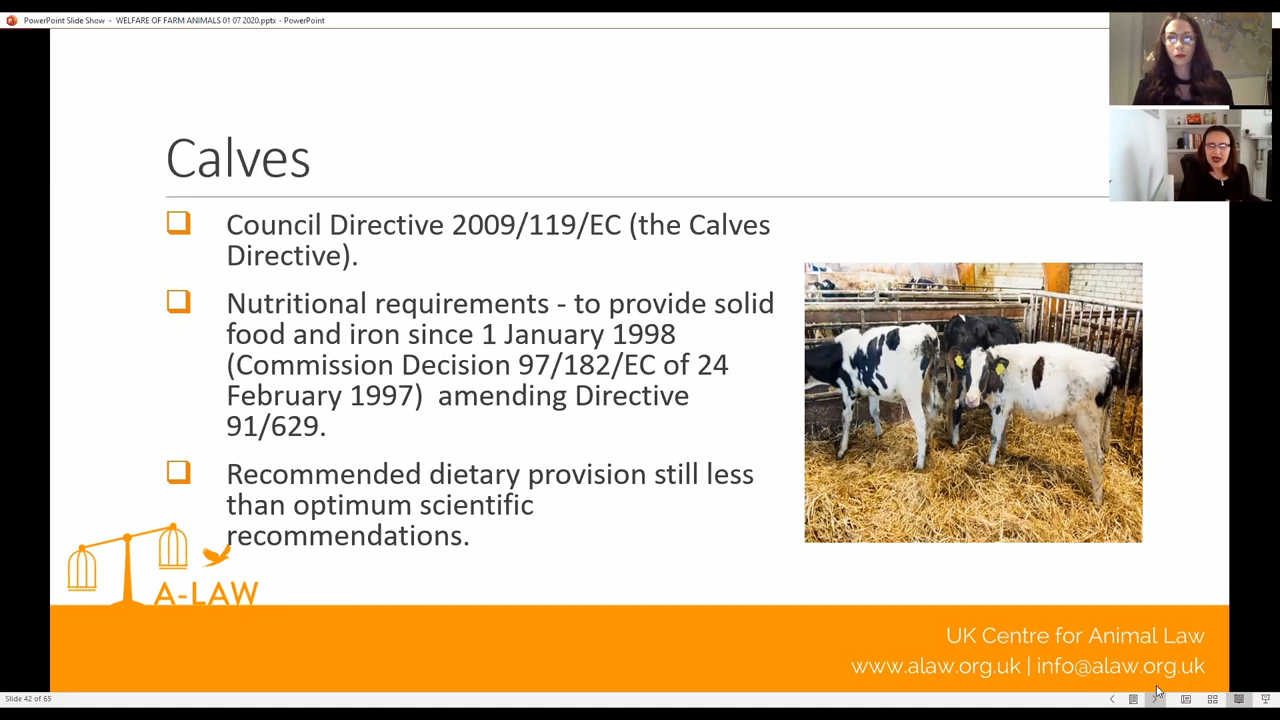 PowerPoint Slide Show - WELFARE OF FARM ANIMALS 01 07 2020.pptx - PowerPoint
Calves
Council Directive 2009/119/EC (the Calves
Directive).
Nutritional requirements - to provide solid
food and iron since 1 January 1998
(Commission Decision 97/182/EC of 24
February 1997) amending Directive
91/629.
Recommended dietary provision still less
than optimum scientific
recommendations.
A-LAW
UK Centre for Animal Law
www.alaw.org.uk | info@alaw.org.uk
Slide 42 of 65